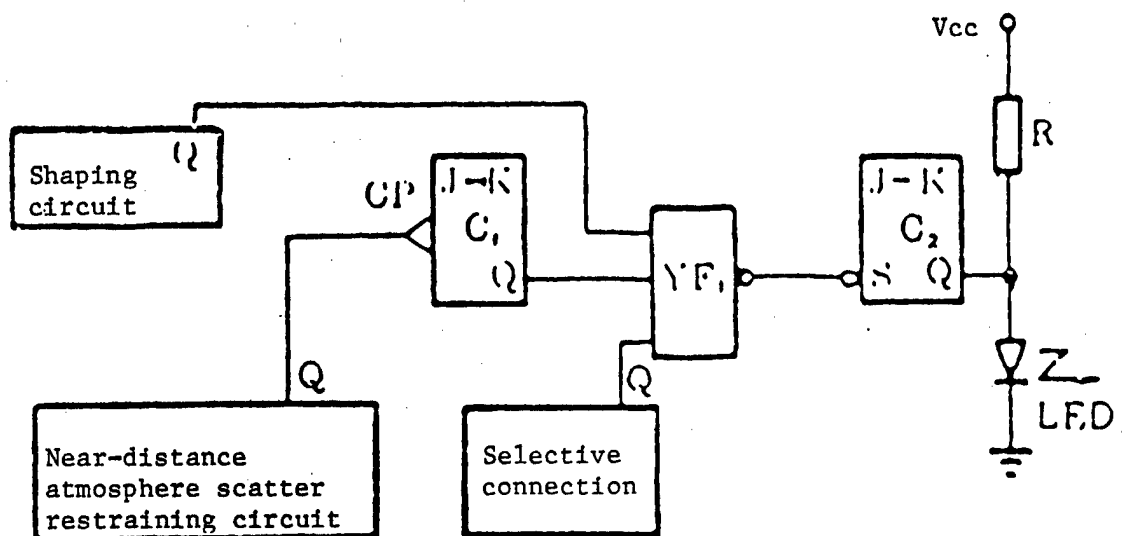 Vcc
R
Q
Shaping
circuit
CP
J-K
C₁
Q
YF₁
J-K
C₂
S Q
Z
LED
Q
Near-distance
atmosphere scatter
restraining circuit
Q
Selective
connection